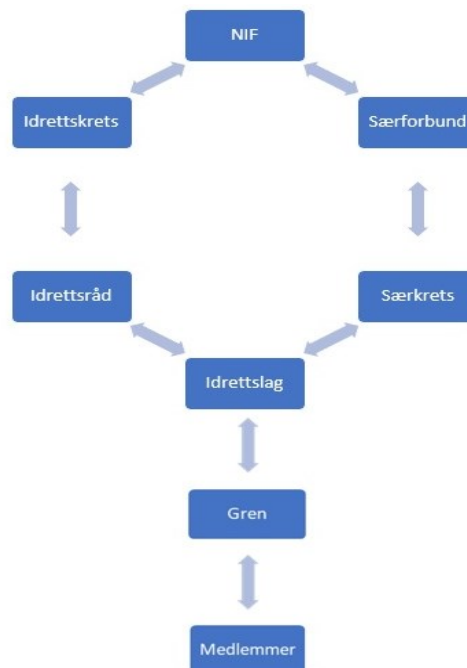 NIF
Idrettskrets
Særforbund
Idrettsråd
Særkrets
Idrettslag
Gren
Medlemmer